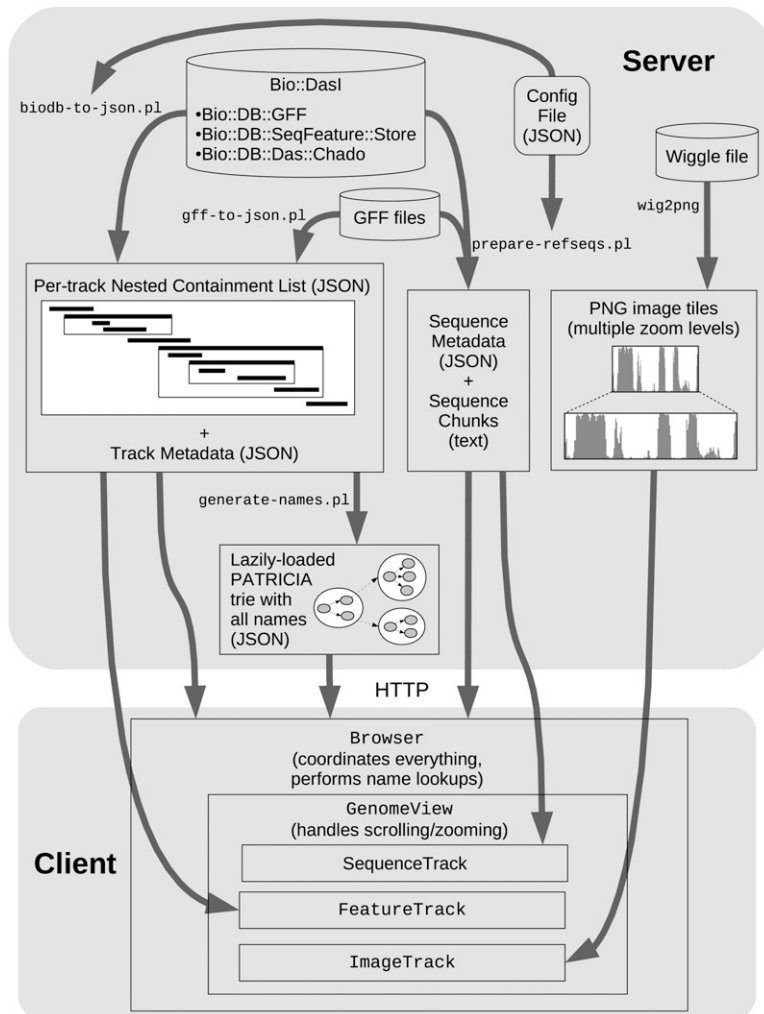 Server
biodb-to-json.pl
Bio::DasI
•Bio::DB::GFF
•Bio::DB::SeqFeature::Store
•Bio::DB::Das::Chado
Config
File
(JSON)
Wiggle file
gff-to-json.pl
GFF files
prepare-refseqs.pl
wig2png
Per-track Nested Containment List (JSON)
+
Track Metadata (JSON)
Sequence
Metadata
(JSON)
+
Sequence
Chunks
(text)
PNG image tiles
(multiple zoom levels)
generate-names.pl
Lazily-loaded
PATRICIA
trie with
all names
(JSON)
HTTP
Client
Browser
(coordinates everything,
performs name lookups)
GenomeView
(handles scrolling/zooming)
SequenceTrack
FeatureTrack
ImageTrack